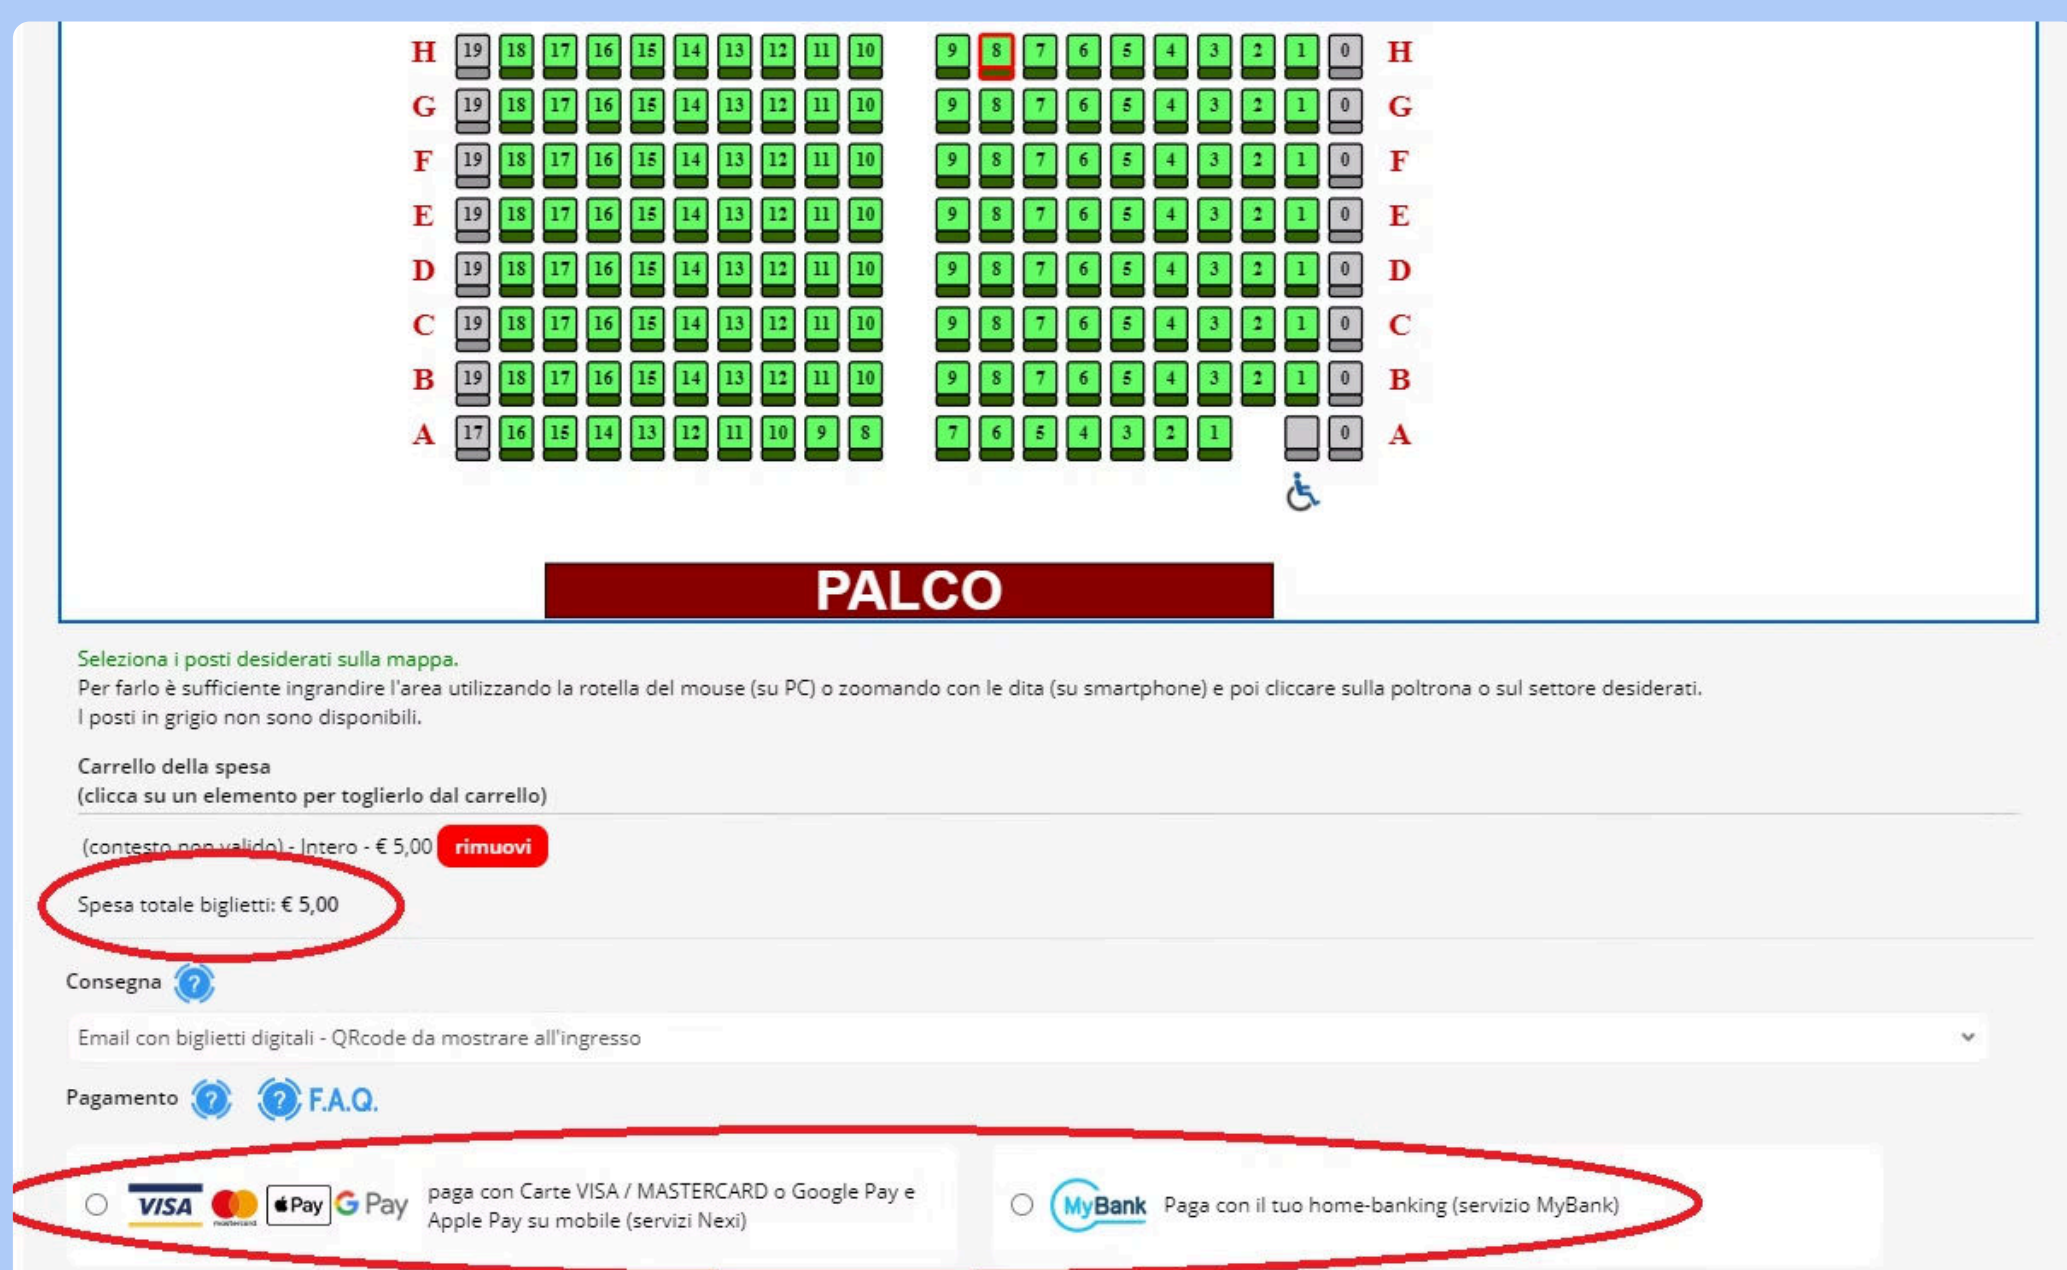 H 19 18 17 16 15 14 13 12 11 10 9 8 7 6 5 4 3 2 1 0 H
G 19 18 17 16 15 14 13 12 11 10 9 8 7 6 5 4 3 2 1 0 G
F 19 18 17 16 15 14 13 12 11 10 9 8 7 6 5 4 3 2 1 0 F
E 19 18 17 16 15 14 13 12 11 10 9 8 7 6 5 4 3 2 1 0 E
D 19 18 17 16 15 14 13 12 11 10 9 8 7 6 5 4 3 2 1 0 D
C 19 18 17 16 15 14 13 12 11 10 9 8 7 6 5 4 3 2 1 0 C
B 19 18 17 16 15 14 13 12 11 10 9 8 7 6 5 4 3 2 1 0 B
A 17 16 15 14 13 12 11 10 9 8 7 6 5 4 3 2 1 0 A
PALCO
Seleziona i posti desiderati sulla mappa.
Per farlo è sufficiente ingrandire l'area utilizzando la rotella del mouse (su PC) o zoomando con le dita (su smartphone) e poi cliccare sulla poltrona o sul settore desiderati.
I posti in grigio non sono disponibili.
Carrello della spesa
(clicca su un elemento per toglierlo dal carrello)
(contesto non valido) - Intero - € 5,00 rimuovi
Spesa totale biglietti: € 5,00
Consegna ?
Email con biglietti digitali - QRcode da mostrare all'ingresso
Pagamento ? ? F.A.Q.
VISA mastercard Pay G Pay paga con Carte VISA / MASTERCARD o Google Pay e
Apple Pay su mobile (servizi Nexi)
MyBank Paga con il tuo home-banking (servizio MyBank)